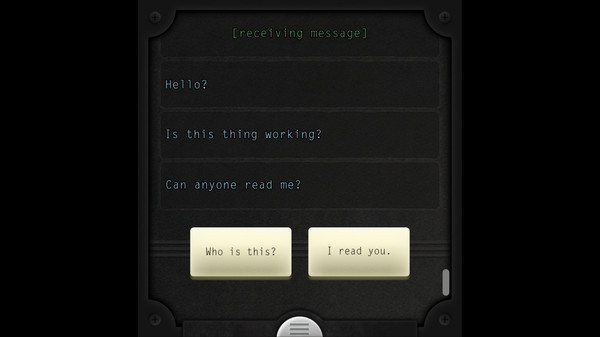 [receiving message]
Hello?
Is this thing working?
Can anyone read me?
Who is this?
I read you.